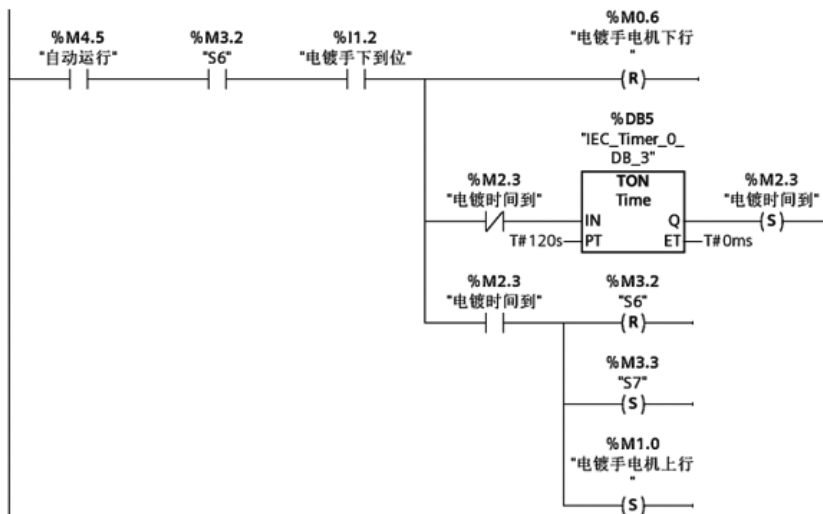 %M4.5
"自动运行"
%M3.2
"S6"
%I1.2
"电镀手下到位"
%M0.6
"电镀手电机下行
"
R
%DB5
"IEC_Timer_0_
DB_3"
TON
Time
%M2.3
"电镀时间到"
IN
Q
T#120s
PT
ET
T#0ms
%M2.3
"电镀时间到"
S
%M2.3
"电镀时间到"
%M3.2
"S6"
R
%M3.3
"S7"
S
%M1.0
"电镀手电机上行
"
S